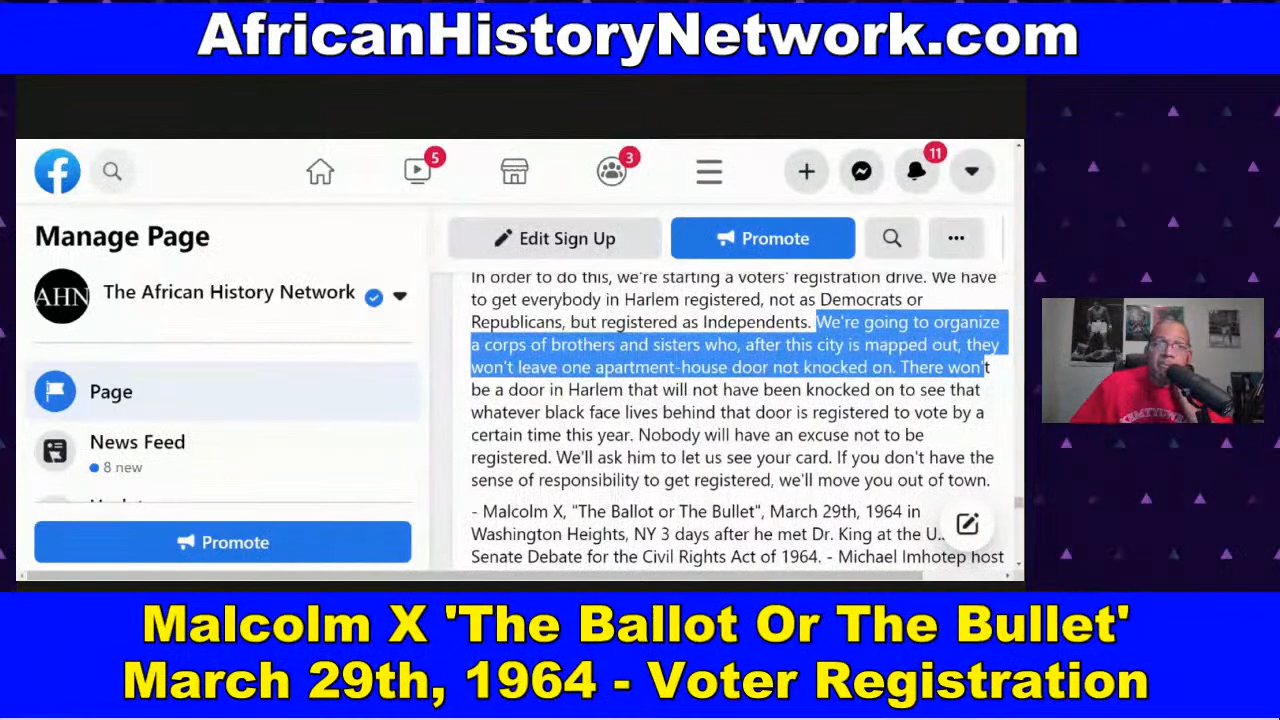 AfricanHistoryNetwork.com
5
3
11
Manage Page
AHN
The African History Network
Page
News Feed
8 new
Promote
Edit Sign Up
Promote
In order to do this, we're starting a voters' registration drive. We have
to get everybody in Harlem registered, not as Democrats or
Republicans, but registered as Independents. We're going to organize
a corps of brothers and sisters who, after this city is mapped out, they
won't leave one apartment-house door not knocked on. There won't
be a door in Harlem that will not have been knocked on to see that
whatever black face lives behind that door is registered to vote by a
certain time this year. Nobody will have an excuse not to be
registered. We'll ask him to let us see your card. If you don't have the
sense of responsibility to get registered, we'll move you out of town.
- Malcolm X, "The Ballot or The Bullet", March 29th, 1964 in
Washington Heights, NY 3 days after he met Dr. King at the U.
Senate Debate for the Civil Rights Act of 1964. - Michael Imhotep host
Malcolm X 'The Ballot Or The Bullet'
March 29th, 1964 - Voter Registration